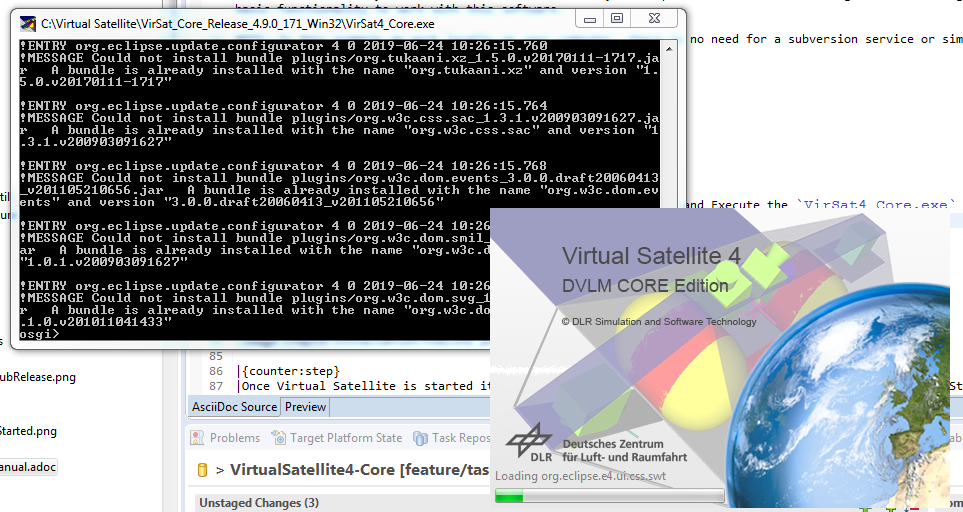 basic functionality to work with this software.
C:\Virtual Satellite\VirSat_Core_Release_4.9.0_171_Win32\VirSat4_Core.exe
!ENTRY org.eclipse.update.configurator 4 0 2019-06-24 10:26:15.760
no need for a subversion service or sim
!MESSAGE Could not install bundle plugins/org.tukaani.xz_1.5.0.v20170111-1717.ja
r   A bundle is already installed with the name "org.tukaani.xz" and version "1.
5.0.v20170111-1717"
!ENTRY org.eclipse.update.configurator 4 0 2019-06-24 10:26:15.764
!MESSAGE Could not install bundle plugins/org.w3c.css.sac_1.3.1.v200903091627.ja
r   A bundle is already installed with the name "org.w3c.css.sac" and version "1
.3.1.v200903091627"
!ENTRY org.eclipse.update.configurator 4 0 2019-06-24 10:26:15.768
!MESSAGE Could not install bundle plugins/org.w3c.dom.events_3.0.0.draft20060413
_v201105210656.jar   A bundle is already installed with the name "org.w3c.dom.ev
ents" and version "3.0.0.draft20060413_v201105210656"
and Execute the `VirSat4_Core.exe`
!ENTRY org.eclipse.update.configurator 4 0 2019-06-24 10:26
!MESSAGE Could not install bundle plugins/org.w3c.dom.smil_
ar   A bundle is already installed with the name "org.w3c.d
"1.0.1.v200903091627"
!ENTRY org.eclipse.update.configurator 4 0 2019-06-24 10:26
!MESSAGE Could not install bundle plugins/org.w3c.dom.svg_1
r   A bundle is already installed with the name "org.w3c.do
.1.0.v201011041433"
osgi>
Virtual Satellite 4
DVLM CORE Edition
© DLR Simulation and Software Technology
85
86 |{counter:step}
87 |Once Virtual Satellite is started it
ubRelease.png
AsciiDoc Source Preview
Started.png
Problems Target Platform State Task Repos
DLR
Deutsches Zentrum
für Luft- und Raumfahrt
anual.adoc
> VirtualSatellite4-Core [feature/tas
Loading org.eclipse.e4.ui.css.swt
Unstaged Changes (3)